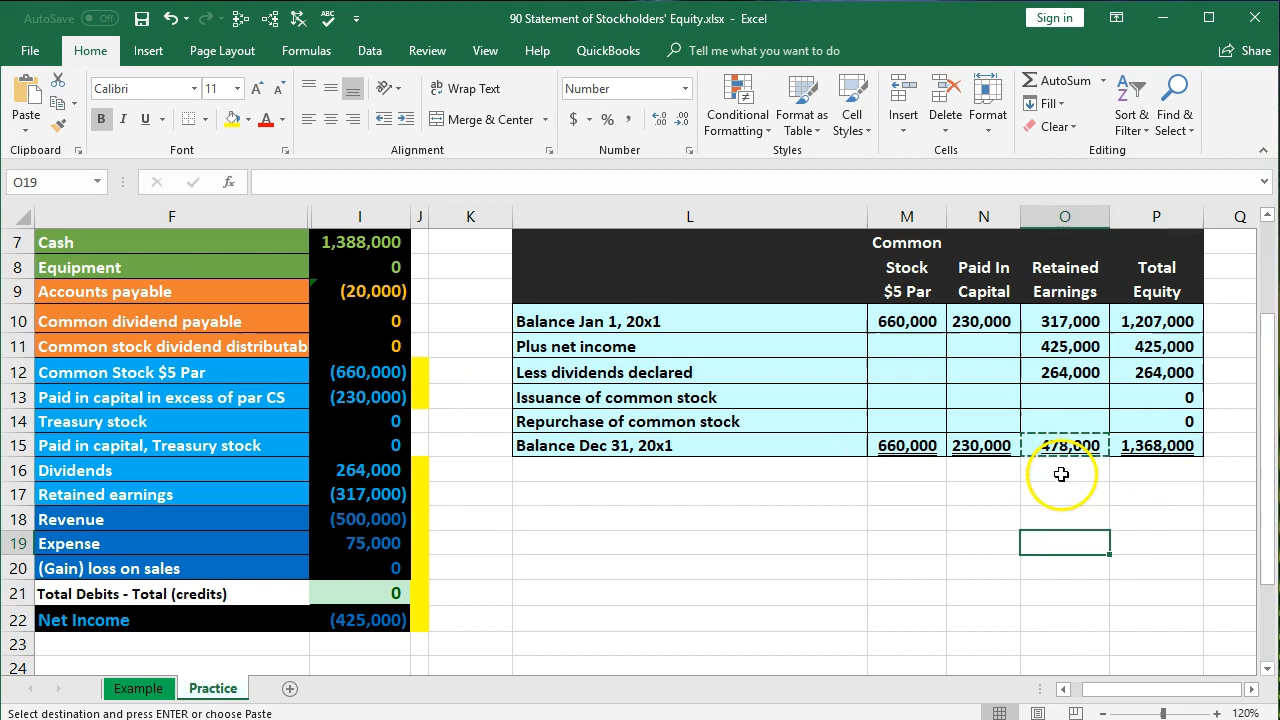 AutoSave Off 90 Statement of Stockholders' Equity.xlsx - Excel Sign in
File Home Insert Page Layout Formulas Data Review View Help QuickBooks Tell me what you want to do Share
Paste Calibri 11 Wrap Text Number Conditional Formatting Format as Table Cell Styles Insert Delete Format AutoSum Sort & Filter Find & Select
B I U Merge & Center $ % , Fill
Clear
Clipboard Font Alignment Number Styles Cells Editing
O19 fx
F I J K L M N O P Q
7 Cash 1,388,000 Common
8 Equipment 0 Stock Paid In Retained Total
9 Accounts payable (20,000) $5 Par Capital Earnings Equity
10 Common dividend payable 0 Balance Jan 1, 20x1 660,000 230,000 317,000 1,207,000
11 Common stock dividend distributab 0 Plus net income 425,000 425,000
12 Common Stock $5 Par (660,000) Less dividends declared 264,000 264,000
13 Paid in capital in excess of par CS (230,000) Issuance of common stock 0
14 Treasury stock 0 Repurchase of common stock 0
15 Paid in capital, Treasury stock 0 Balance Dec 31, 20x1 660,000 230,000 478,000 1,368,000
16 Dividends 264,000
17 Retained earnings (317,000)
18 Revenue (500,000)
19 Expense 75,000
20 (Gain) loss on sales 0
21 Total Debits - Total (credits) 0
22 Net Income (425,000)
23
24
Example Practice
Select destination and press ENTER or choose Paste 120%